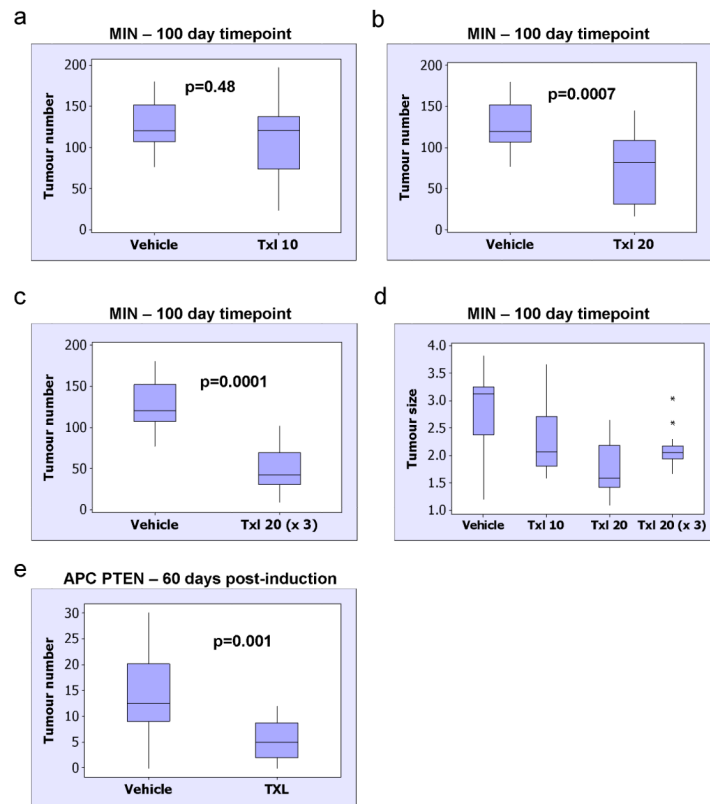 a
MIN – 100 day timepoint
200
150
100
50
0
Tumour number
p=0.48
Vehicle
Txl 10
b
MIN – 100 day timepoint
200
150
100
50
0
Tumour number
p=0.0007
Vehicle
Txl 20
c
MIN – 100 day timepoint
200
150
100
50
0
Tumour number
p=0.0001
Vehicle
Txl 20 (x 3)
d
MIN – 100 day timepoint
4.0
3.5
3.0
2.5
2.0
1.5
1.0
Tumour size
*
*
Vehicle
Txl 10
Txl 20
Txl 20 (x 3)
e
APC PTEN – 60 days post-induction
30
25
20
15
10
5
0
Tumour number
p=0.001
Vehicle
TXL